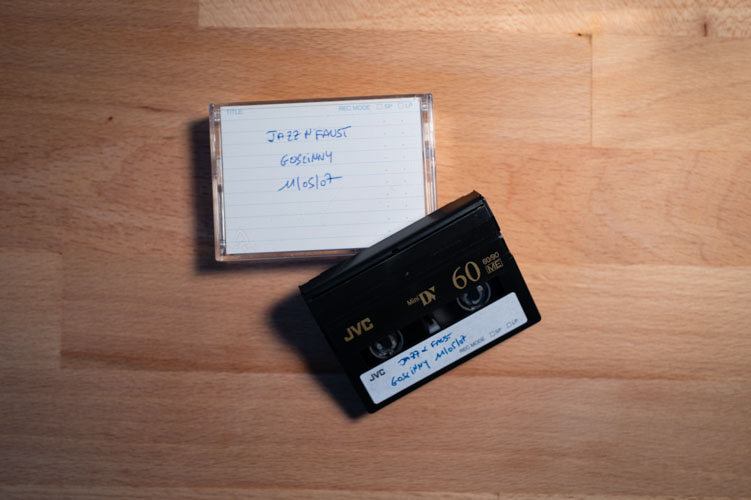 TITLE REC MODE □ SP □ LP
JAZZ N FAUST
GOSCINNY
11/05/07
60 60/90
ME
Mini DV
JVC
JAZZ N FAUST
REC MODE □ SP □ LP
JVC GOSCINNY 11/05/07